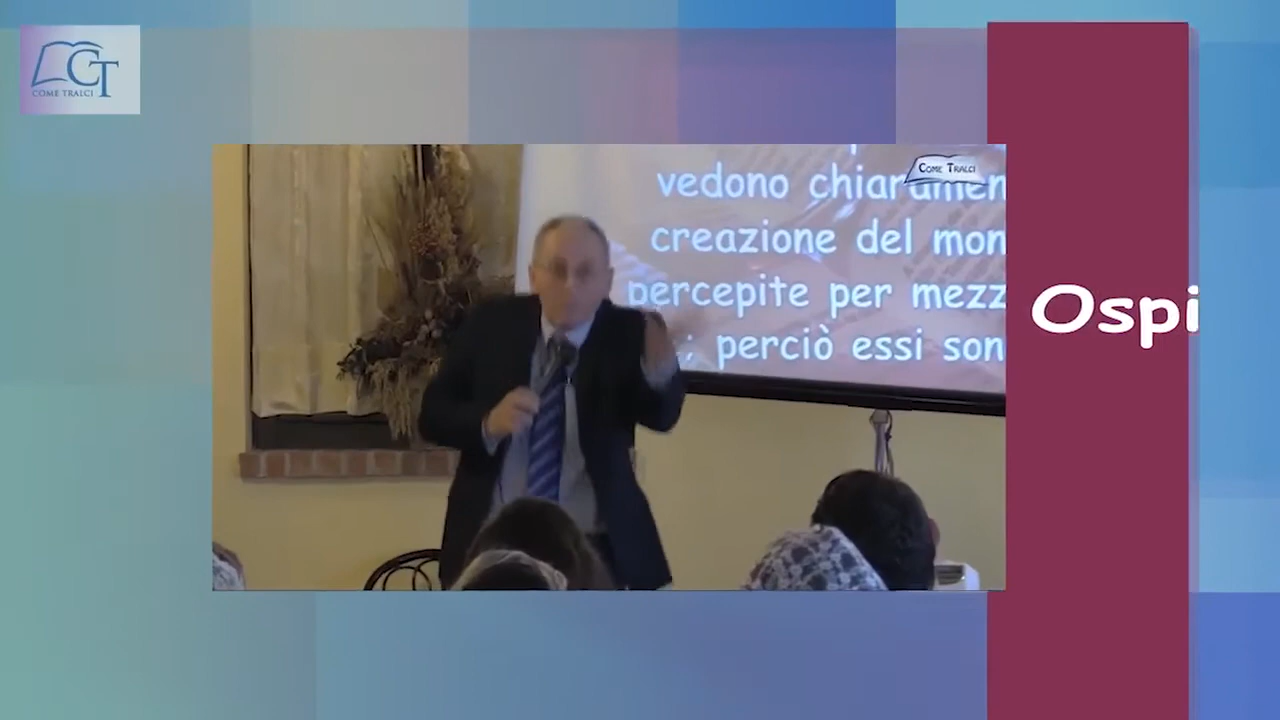 CT
COME TRALCI
COME TRALCI
vedono chiaramen
creazione del mon
percepite per mezz
; perciò essi son
Ospi